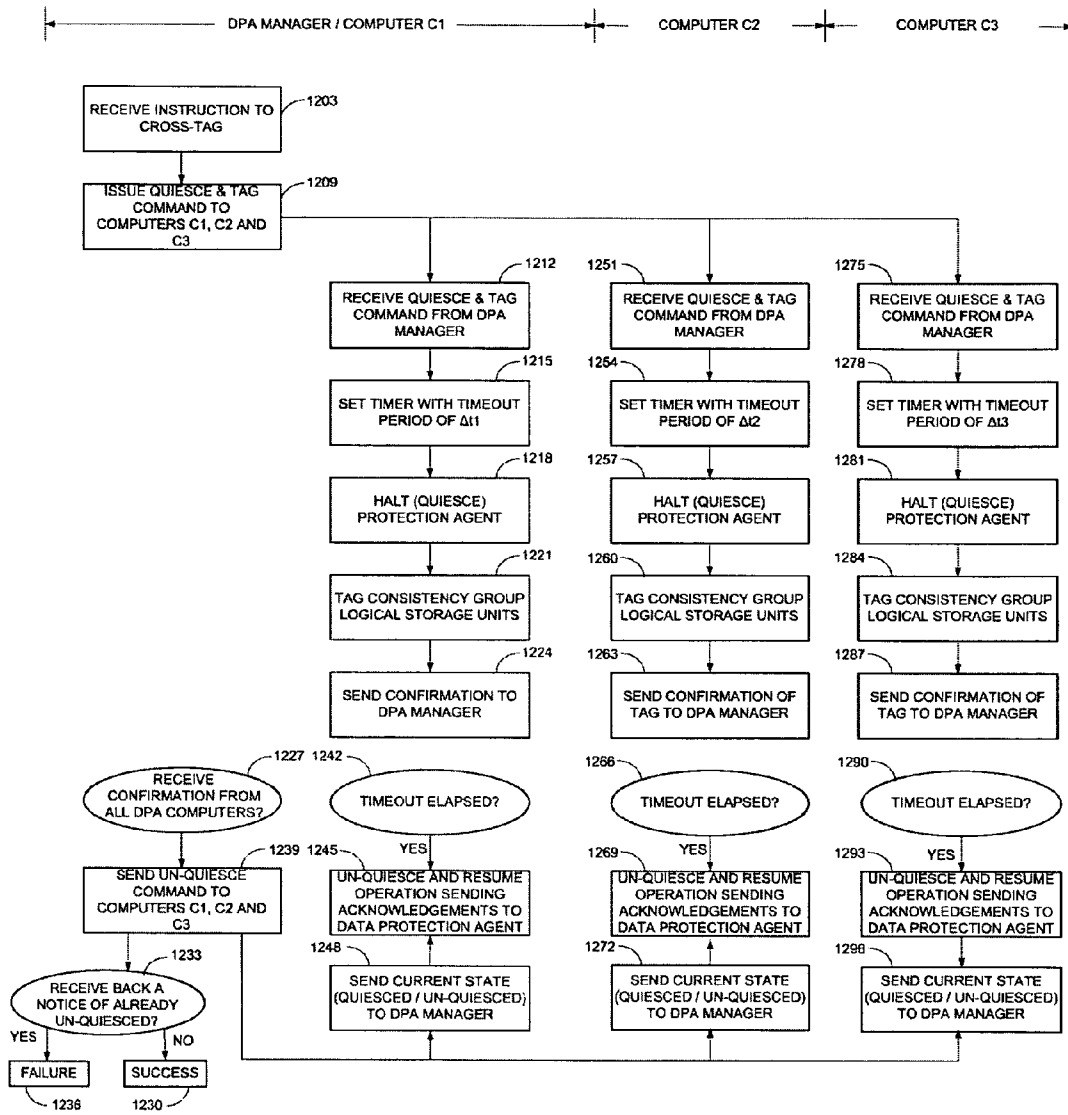 DPA MANAGER / COMPUTER C1
COMPUTER C2
COMPUTER C3
1203
RECEIVE INSTRUCTION TO
CROSS-TAG
1209
ISSUE QUIESCE & TAG
COMMAND TO
COMPUTERS C1, C2 AND
C3
1212
RECEIVE QUIESCE & TAG
COMMAND FROM DPA
MANAGER
1215
SET TIMER WITH TIMEOUT
PERIOD OF Δt1
1218
HALT (QUIESCE)
PROTECTION AGENT
1221
TAG CONSISTENCY GROUP
LOGICAL STORAGE UNITS
1224
SEND CONFIRMATION TO
DPA MANAGER
1251
RECEIVE QUIESCE & TAG
COMMAND FROM DPA
MANAGER
1254
SET TIMER WITH TIMEOUT
PERIOD OF Δt2
1257
HALT (QUIESCE)
PROTECTION AGENT
1260
TAG CONSISTENCY GROUP
LOGICAL STORAGE UNITS
1263
SEND CONFIRMATION OF
TAG TO DPA MANAGER
1275
RECEIVE QUIESCE & TAG
COMMAND FROM DPA
MANAGER
1278
SET TIMER WITH TIMEOUT
PERIOD OF Δt3
1281
HALT (QUIESCE)
PROTECTION AGENT
1284
TAG CONSISTENCY GROUP
LOGICAL STORAGE UNITS
1287
SEND CONFIRMATION OF
TAG TO DPA MANAGER
1227
RECEIVE
CONFIRMATION FROM
ALL DPA COMPUTERS?
1239
SEND UN-QUIESCE
COMMAND TO
COMPUTERS C1, C2 AND
C3
1233
RECEIVE BACK A
NOTICE OF ALREADY
UN-QUIESCED?
YES
NO
FAILURE
SUCCESS
1236
1230
1242
TIMEOUT ELAPSED?
YES
1245
UN-QUIESCE AND RESUME
OPERATION SENDING
ACKNOWLEDGEMENTS TO
DATA PROTECTION AGENT
1248
SEND CURRENT STATE
(QUIESCED / UN-QUIESCED)
TO DPA MANAGER
1266
TIMEOUT ELAPSED?
YES
1269
UN-QUIESCE AND RESUME
OPERATION SENDING
ACKNOWLEDGEMENTS TO
DATA PROTECTION AGENT
1272
SEND CURRENT STATE
(QUIESCED / UN-QUIESCED)
TO DPA MANAGER
1290
TIMEOUT ELAPSED?
YES
1293
UN-QUIESCE AND RESUME
OPERATION SENDING
ACKNOWLEDGEMENTS TO
DATA PROTECTION AGENT
1296
SEND CURRENT STATE
(QUIESCED / UN-QUIESCED)
TO DPA MANAGER